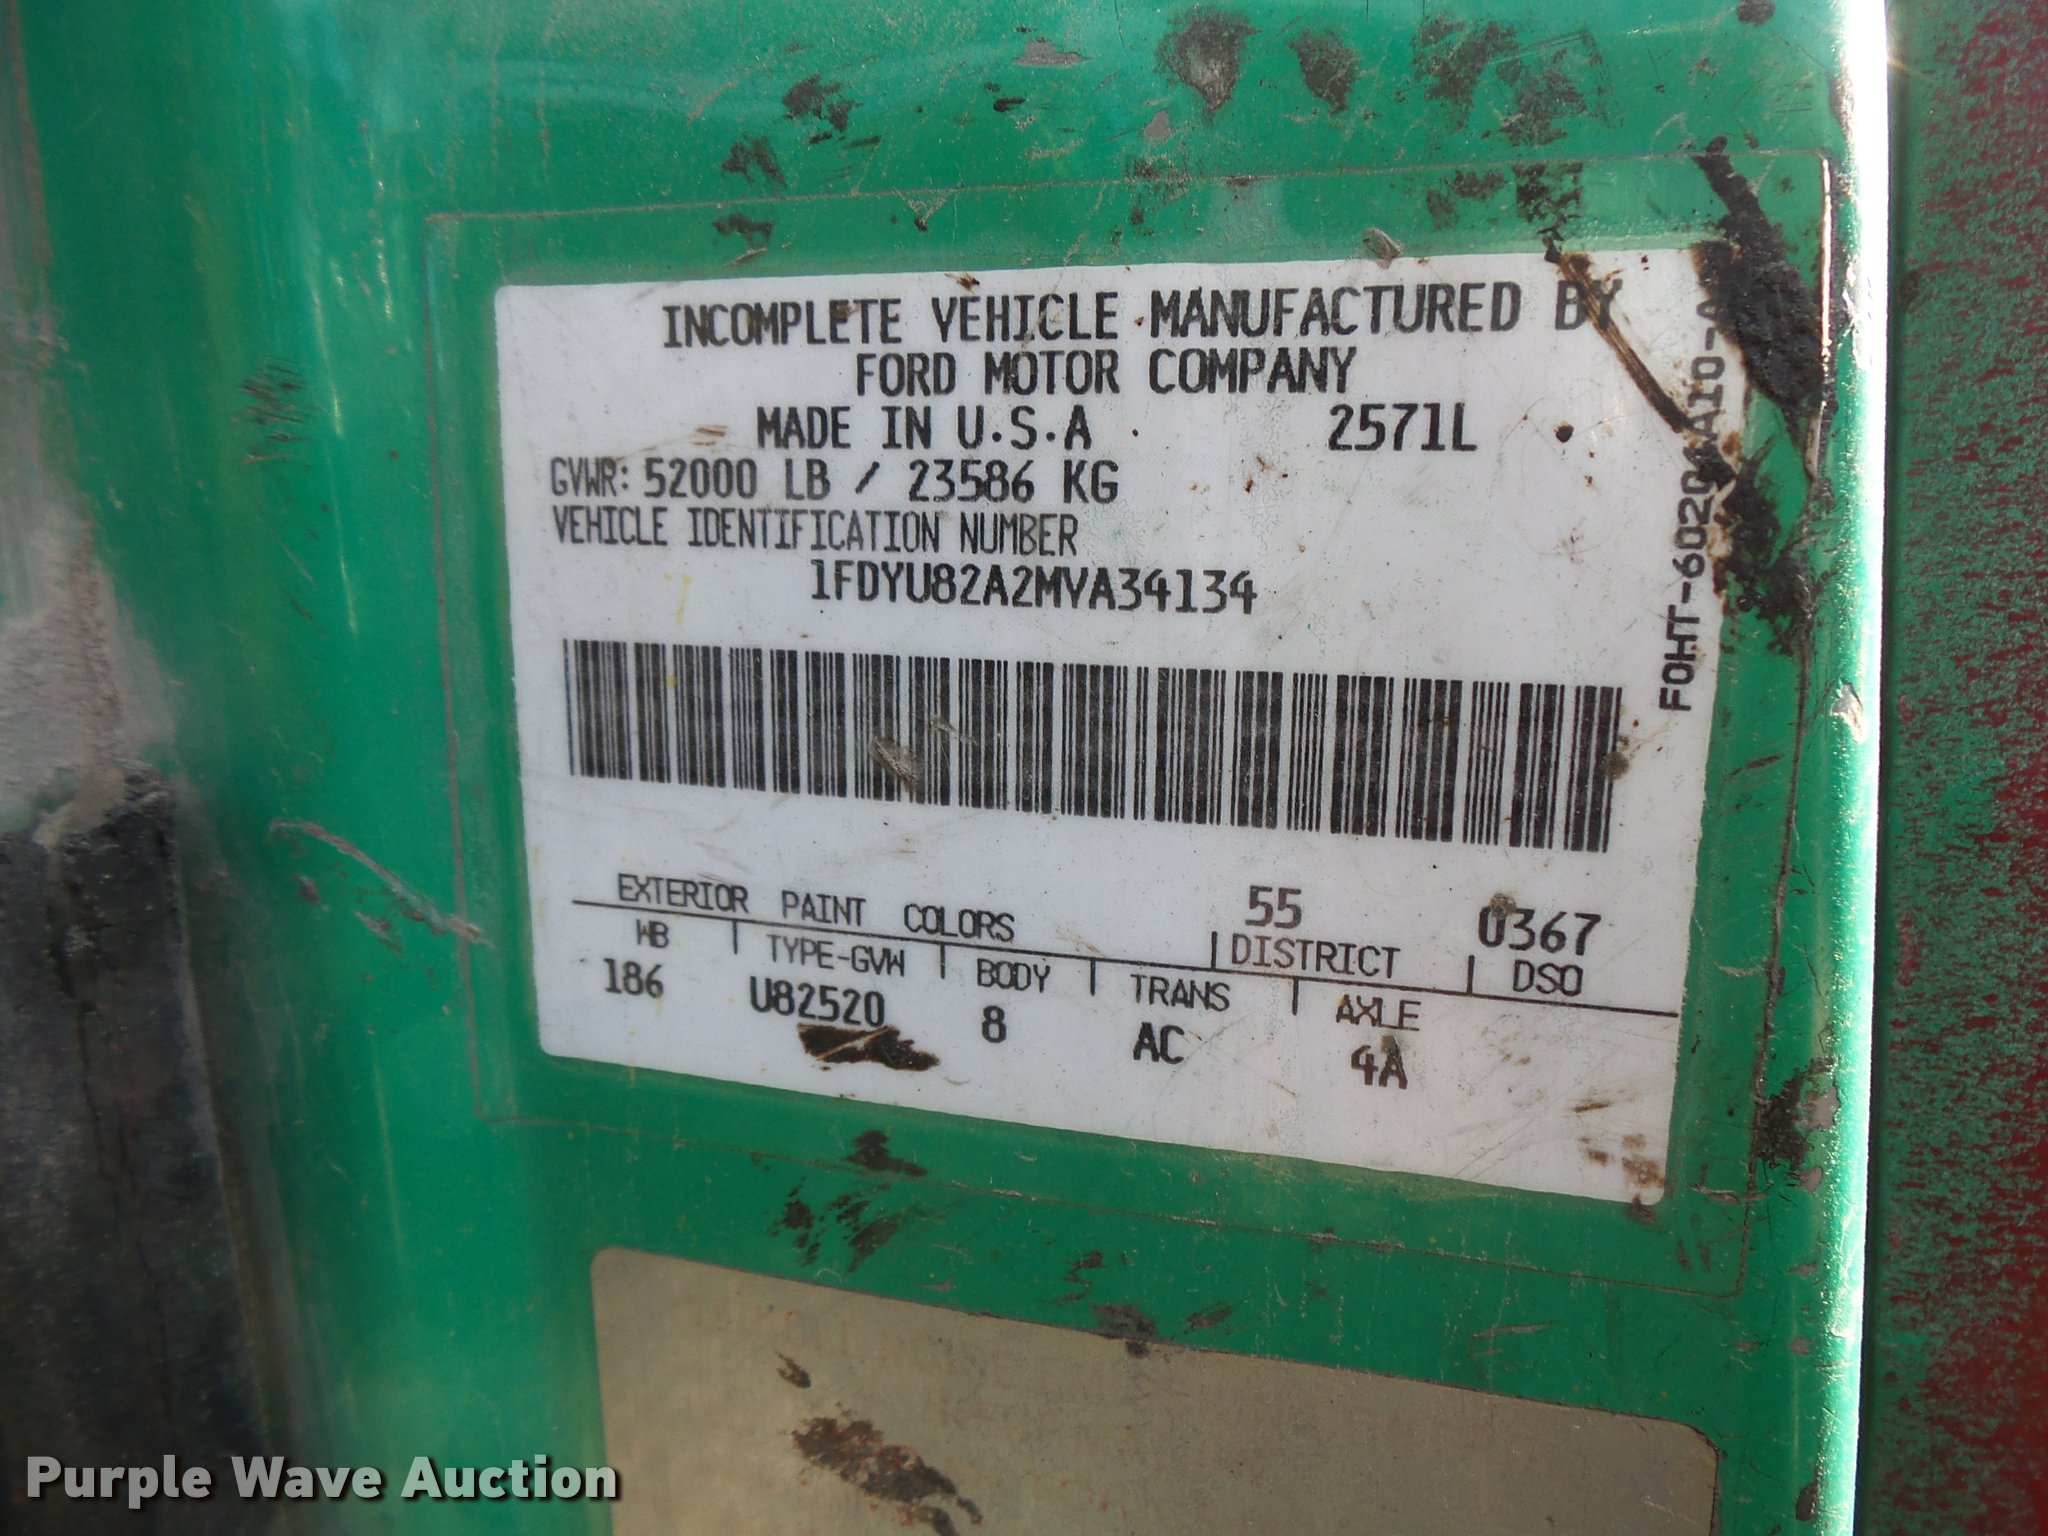 INCOMPLETE VEHICLE MANUFACTURED BY
FORD MOTOR COMPANY
MADE IN U.S.A 2571L
GVWR: 52000 LB / 23586 KG
VEHICLE IDENTIFICATION NUMBER
1FDYU82A2MVA34134
EXTERIOR PAINT COLORS 55 0367
WB TYPE-GVW BODY TRANS AXLE DISTRICT DSO
186 U82520 8 AC 4A
Purple Wave Auction